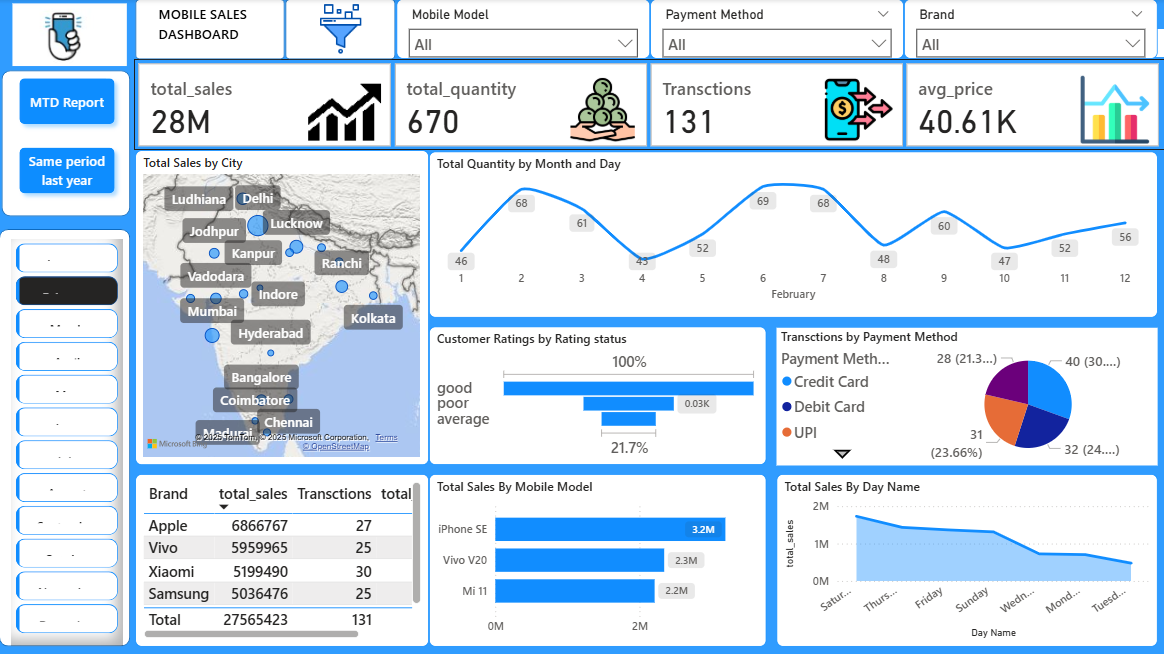 MOBILE SALES
DASHBOARD
Mobile Model
All
Payment Method
All
Brand
All
MTD Report
Same period
last year
total_sales
28M
total_quantity
670
Transctions
131
avg_price
40.61K
Total Sales by City
Ludhiana
Delhi
Jodhpur
Lucknow
Kanpur
Ranchi
Vadodara
Indore
Mumbai
Kolkata
Hyderabad
Bangalore
Coimbatore
Chennai
Madurai
© 2025 TomTom, © 2025 Microsoft Corporation, Terms
© OpenStreetMap
Microsoft Bing
Total Quantity by Month and Day
46
68
61
45
52
69
68
48
60
47
52
56
1 2 3 4 5 6 7 8 9 10 11 12
February
Customer Ratings by Rating status
100%
good
poor
0.03K
average
21.7%
Transctions by Payment Method
Payment Meth...
Credit Card
Debit Card
UPI
28 (21.3...)
40 (30....)
31
(23.66%)
32 (24....)
Brand total_sales Transctions total
Apple 6866767 27
Vivo 5959965 25
Xiaomi 5199490 30
Samsung 5036476 25
Total 27565423 131
Total Sales By Mobile Model
iPhone SE 3.2M
Vivo V20 2.3M
Mi 11 2.2M
0M 2M
Total Sales By Day Name
total_sales
2M
1M
0M
Satur... Thurs... Friday Sunday Wedn... Mond... Tuesd...
Day Name